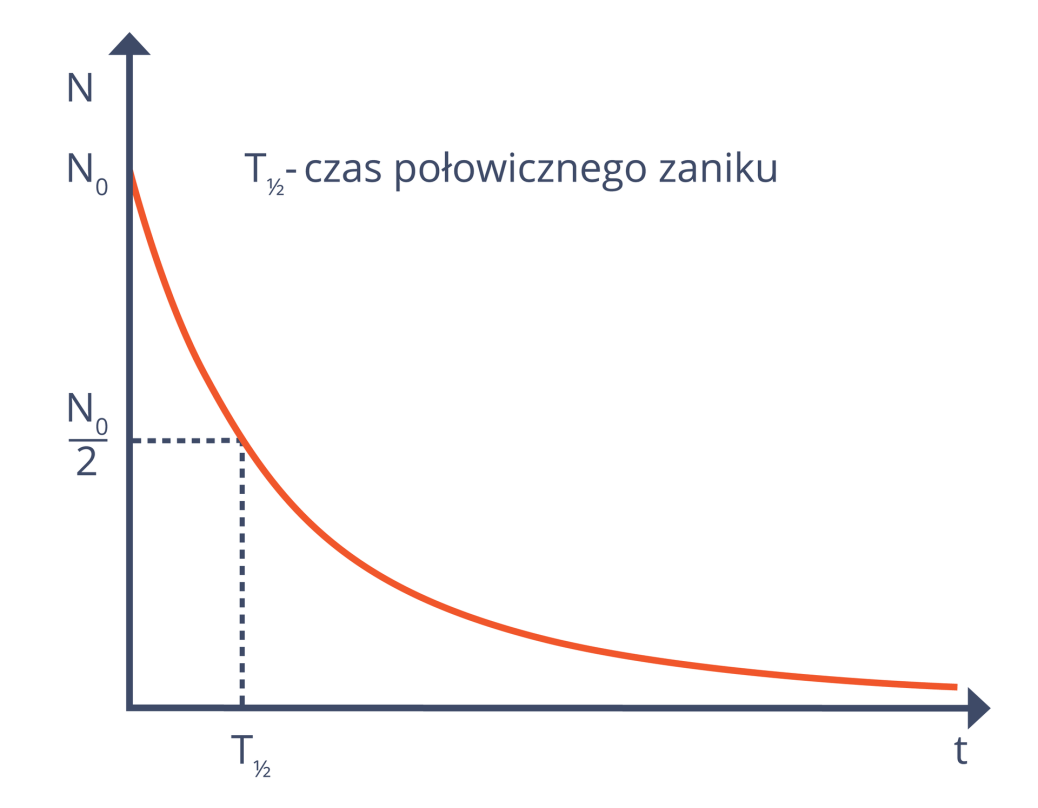 N
N₀
T½- czas połowicznego zaniku
N₀
2
T½
t